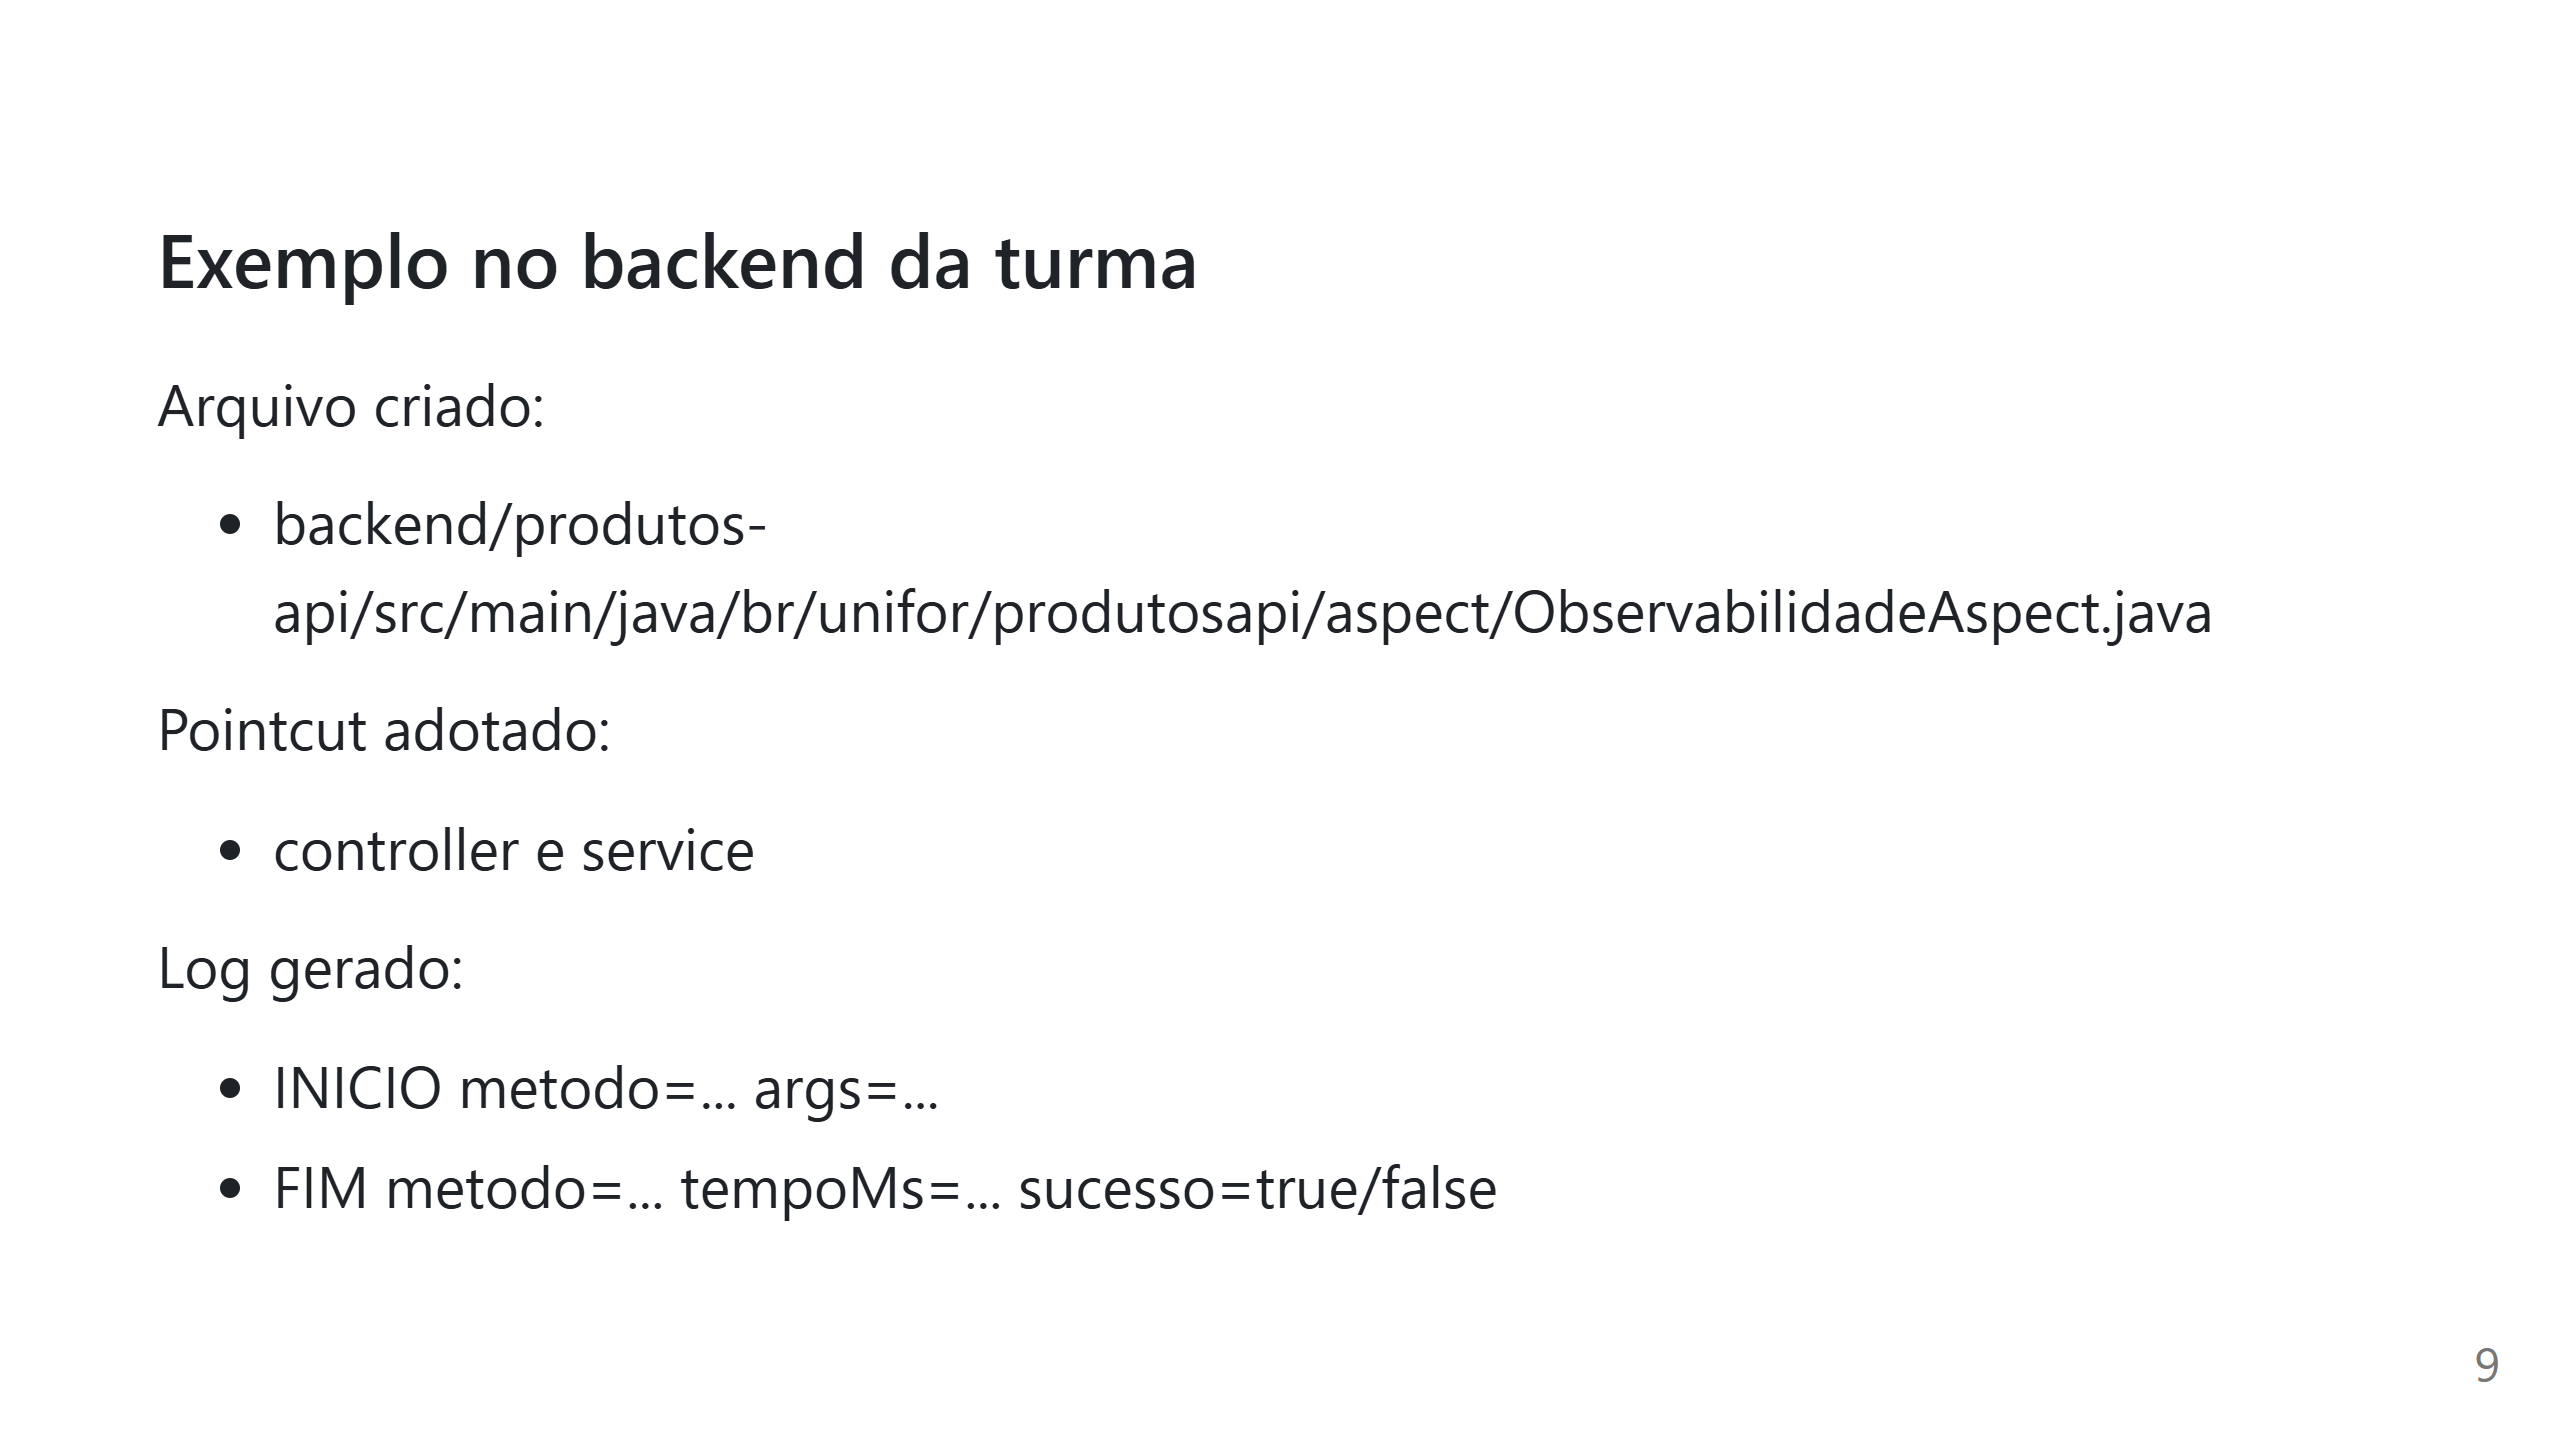 Exemplo no backend da turma
Arquivo criado:
• backend/produtos-
api/src/main/java/br/unifor/produtosapi/aspect/ObservabilidadeAspect.java
Pointcut adotado:
• controller e service
Log gerado:
• INICIO metodo=... args=...
• FIM metodo=... tempoMs=... sucesso=true/false
9